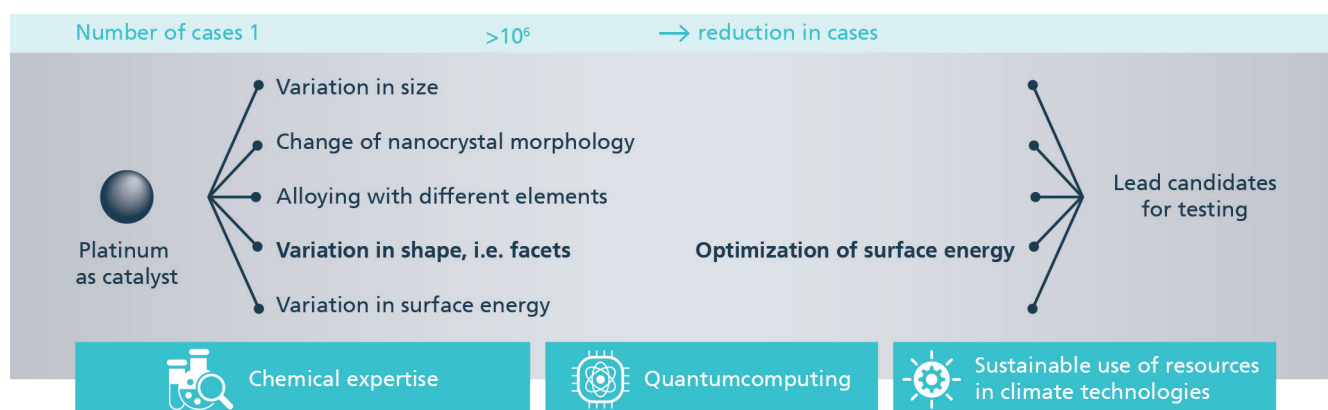 Number of cases 1
>10⁶
→ reduction in cases
Variation in size
Change of nanocrystal morphology
Alloying with different elements
Variation in shape, i.e. facets
Variation in surface energy
Platinum
as catalyst
Optimization of surface energy
Lead candidates
for testing
Chemical expertise
Quantumcomputing
Sustainable use of resources
in climate technologies